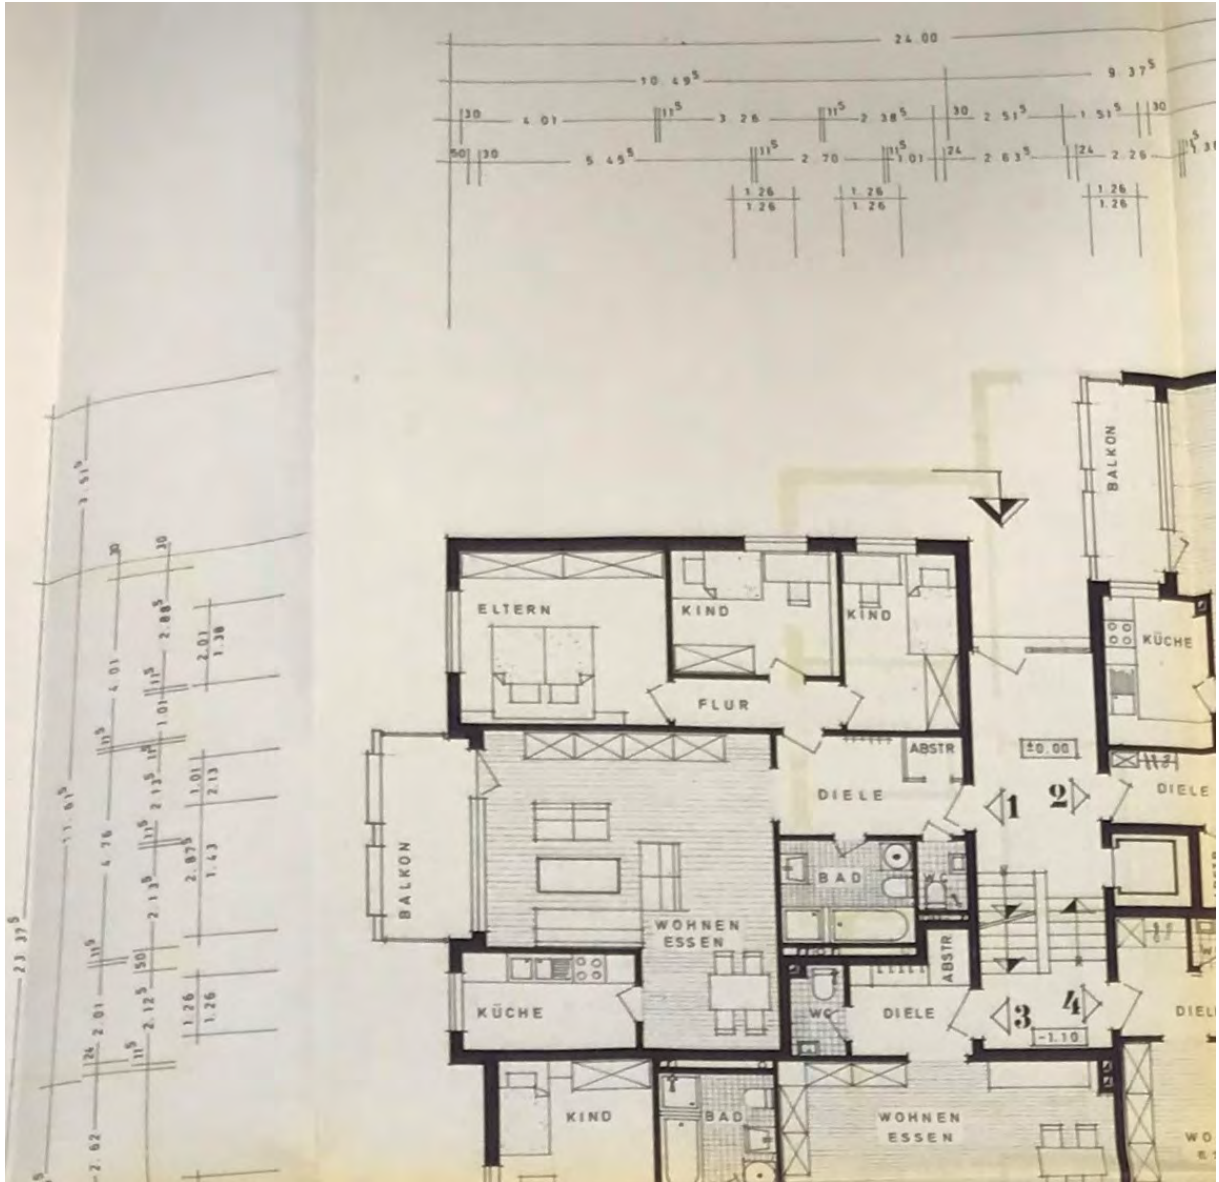 24.00
10.49⁵
9.37⁵
30
4.01
11⁵
3.26
11⁵
2.38⁵
30
2.51⁵
1.51⁵
30
50
30
5.45⁵
11⁵
2.70
11⁵
1.01
24
2.63⁵
24
2.26
11⁵
1.26
1.26
1.26
1.26
1.26
1.26
3.51⁵
30
30
2.88⁵
2.01
1.38
4.01
11⁵
1.01
11⁵
11⁵
1.01
2.13
2.13⁵
11.61⁵
4.76
11⁵
2.87⁵
1.43
2.13⁵
23.37⁵
11⁵
50
2.01
2.12⁵
1.26
1.26
24
11⁵
2.62
BALKON
ELTERN
KIND
KIND
KÜCHE
FLUR
±0.00
ABSTR
DIELE
1
2
DIELE
BALKON
BAD
WC
ABSTR
WOHNEN
ESSEN
ABSTR
KÜCHE
WC
DIELE
3
4
DIELE
-1.10
KIND
BAD
WOHNEN
ESSEN
WO